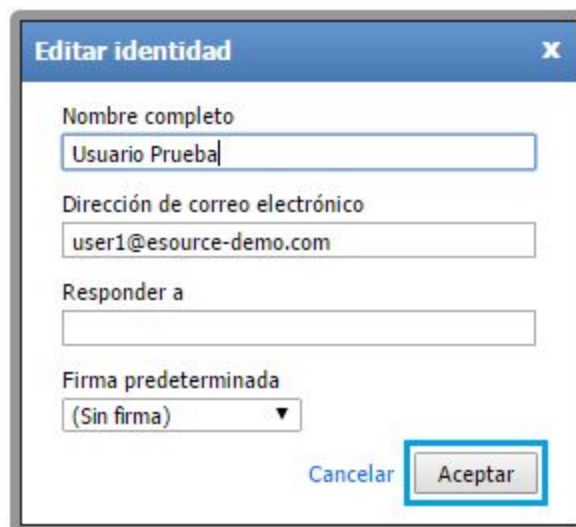 Editar identidad x
Nombre completo
Usuario Prueba
Dirección de correo electrónico
user1@esource-demo.com
Responder a
Firma predeterminada
(Sin firma)
Cancelar Aceptar